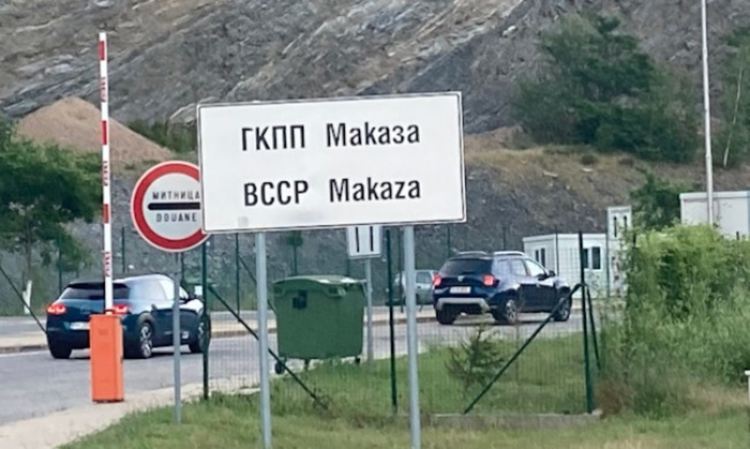 ГКПП Маказа
BCCP Makaza
МИТНИЦА
DOUANE